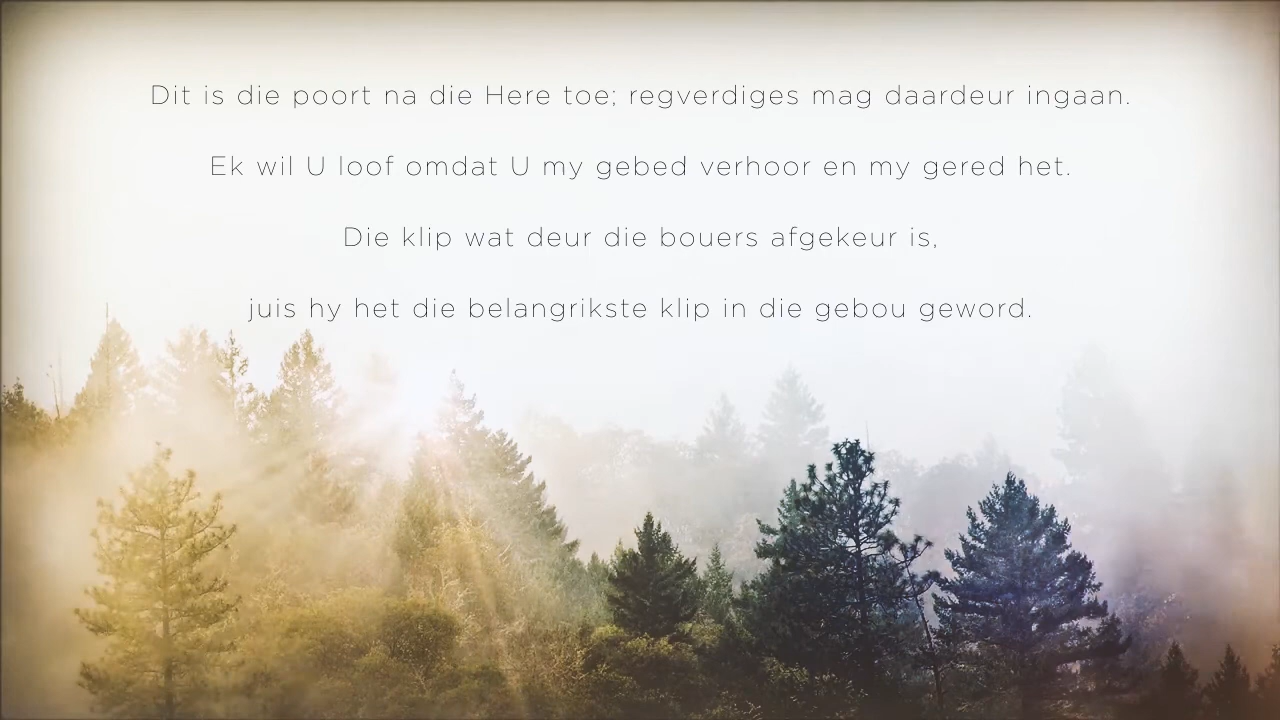 Dit is die poort na die Here toe; regverdiges mag daardeur ingaan.
Ek wil U loof omdat U my gebed verhoor en my gered het.
Die klip wat deur die bouers afgekeur is,
juis hy het die belangrikste klip in die gebou geword.